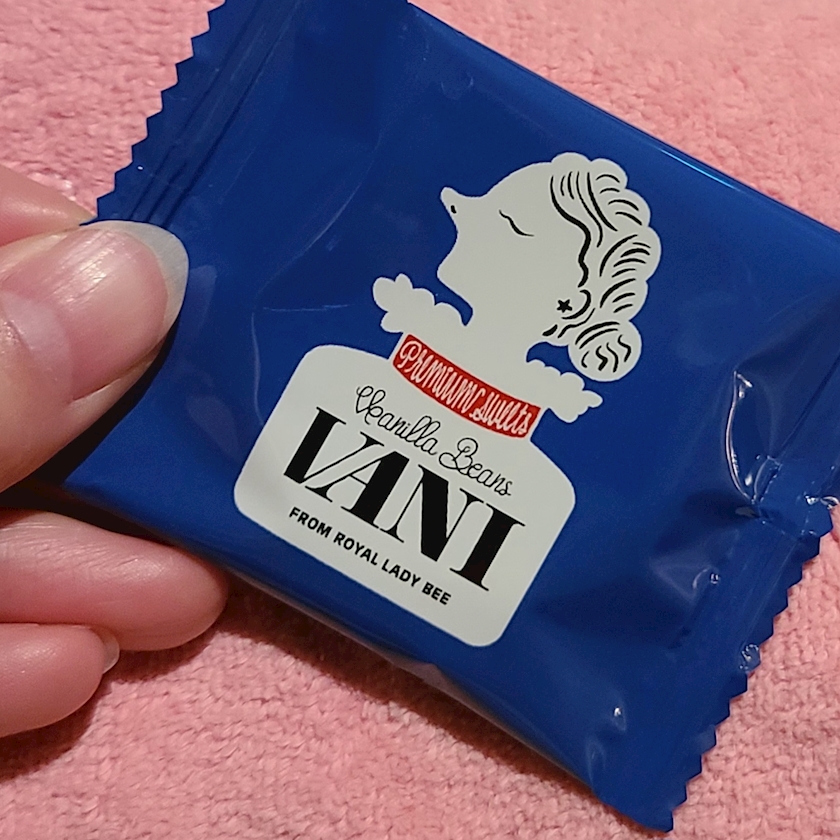 Premium sweets
Vanilla Beans
VANI
FROM ROYAL LADY BEE